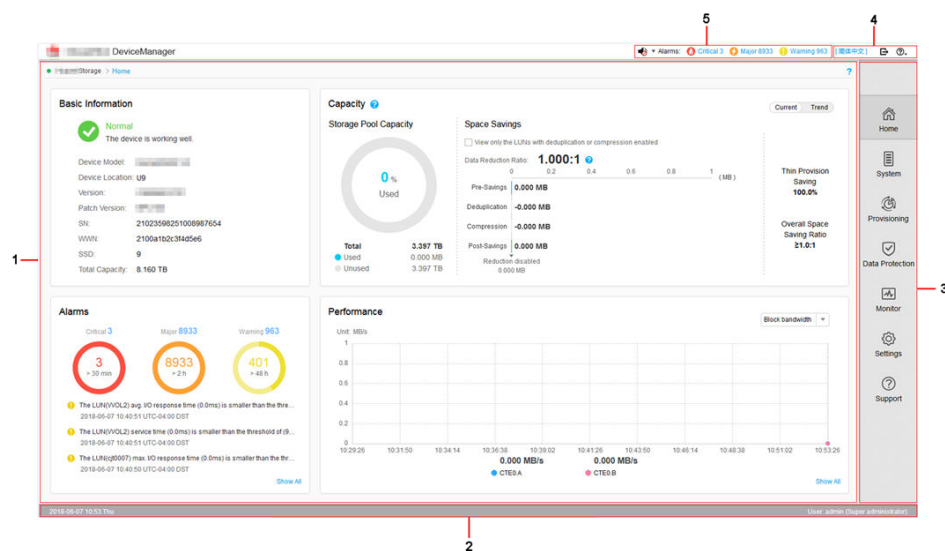 5
4
DeviceManager
Alarms: Critical 3 Major 8933 Warning 963
[简体中文]
Storage > Home
?
Basic Information
Normal
The device is working well.
Device Model:
Device Location: U9
Version:
Patch Version:
SN: 21023598251008987654
WWN: 2100a1b2c3f4d5e6
SSD: 9
Total Capacity: 8.160 TB
Capacity ?
Current Trend
Storage Pool Capacity
0 %
Used
Total 3.397 TB
Used 0.000 MB
Unused 3.397 TB
Space Savings
View only the LUNs with deduplication or compression enabled
Data Reduction Ratio: 1.000:1 ?
0 0.2 0.4 0.6 0.8 1 (MB)
Pre-Savings 0.000 MB
Deduplication -0.000 MB
Compression -0.000 MB
Post-Savings 0.000 MB
Reduction disabled
0.000 MB
Thin Provision
Saving
100.0%
Overall Space
Saving Ratio
≥1.0:1
Home
System
Provisioning
Data Protection
Monitor
Settings
Support
1
3
Alarms
Critical 3 Major 8933 Warning 963
3
> 30 min
8933
> 2 h
401
> 48 h
The LUN(VVOL2) avg. I/O response time (0.0ms) is smaller than the thre...
2018-06-07 10:40:51 UTC-04:00 DST
The LUN(VVOL2) service time (0.0ms) is smaller than the threshold of (9...
2018-06-07 10:40:51 UTC-04:00 DST
The LUN(cjt0007) max. I/O response time (0.0ms) is smaller than the thr...
2018-06-07 10:40:50 UTC-04:00 DST
Show All
Performance
Block bandwidth
Unit: MB/s
1
0.8
0.6
0.4
0.2
0
10:29:26 10:31:50 10:34:14 10:36:38 10:39:02 10:41:26 10:43:50 10:46:14 10:48:38 10:51:02 10:53:26
0.000 MB/s 0.000 MB/s
CTE0.A CTE0.B
Show All
2018-06-07 10:53 Thu
User: admin (Super administrator)
2